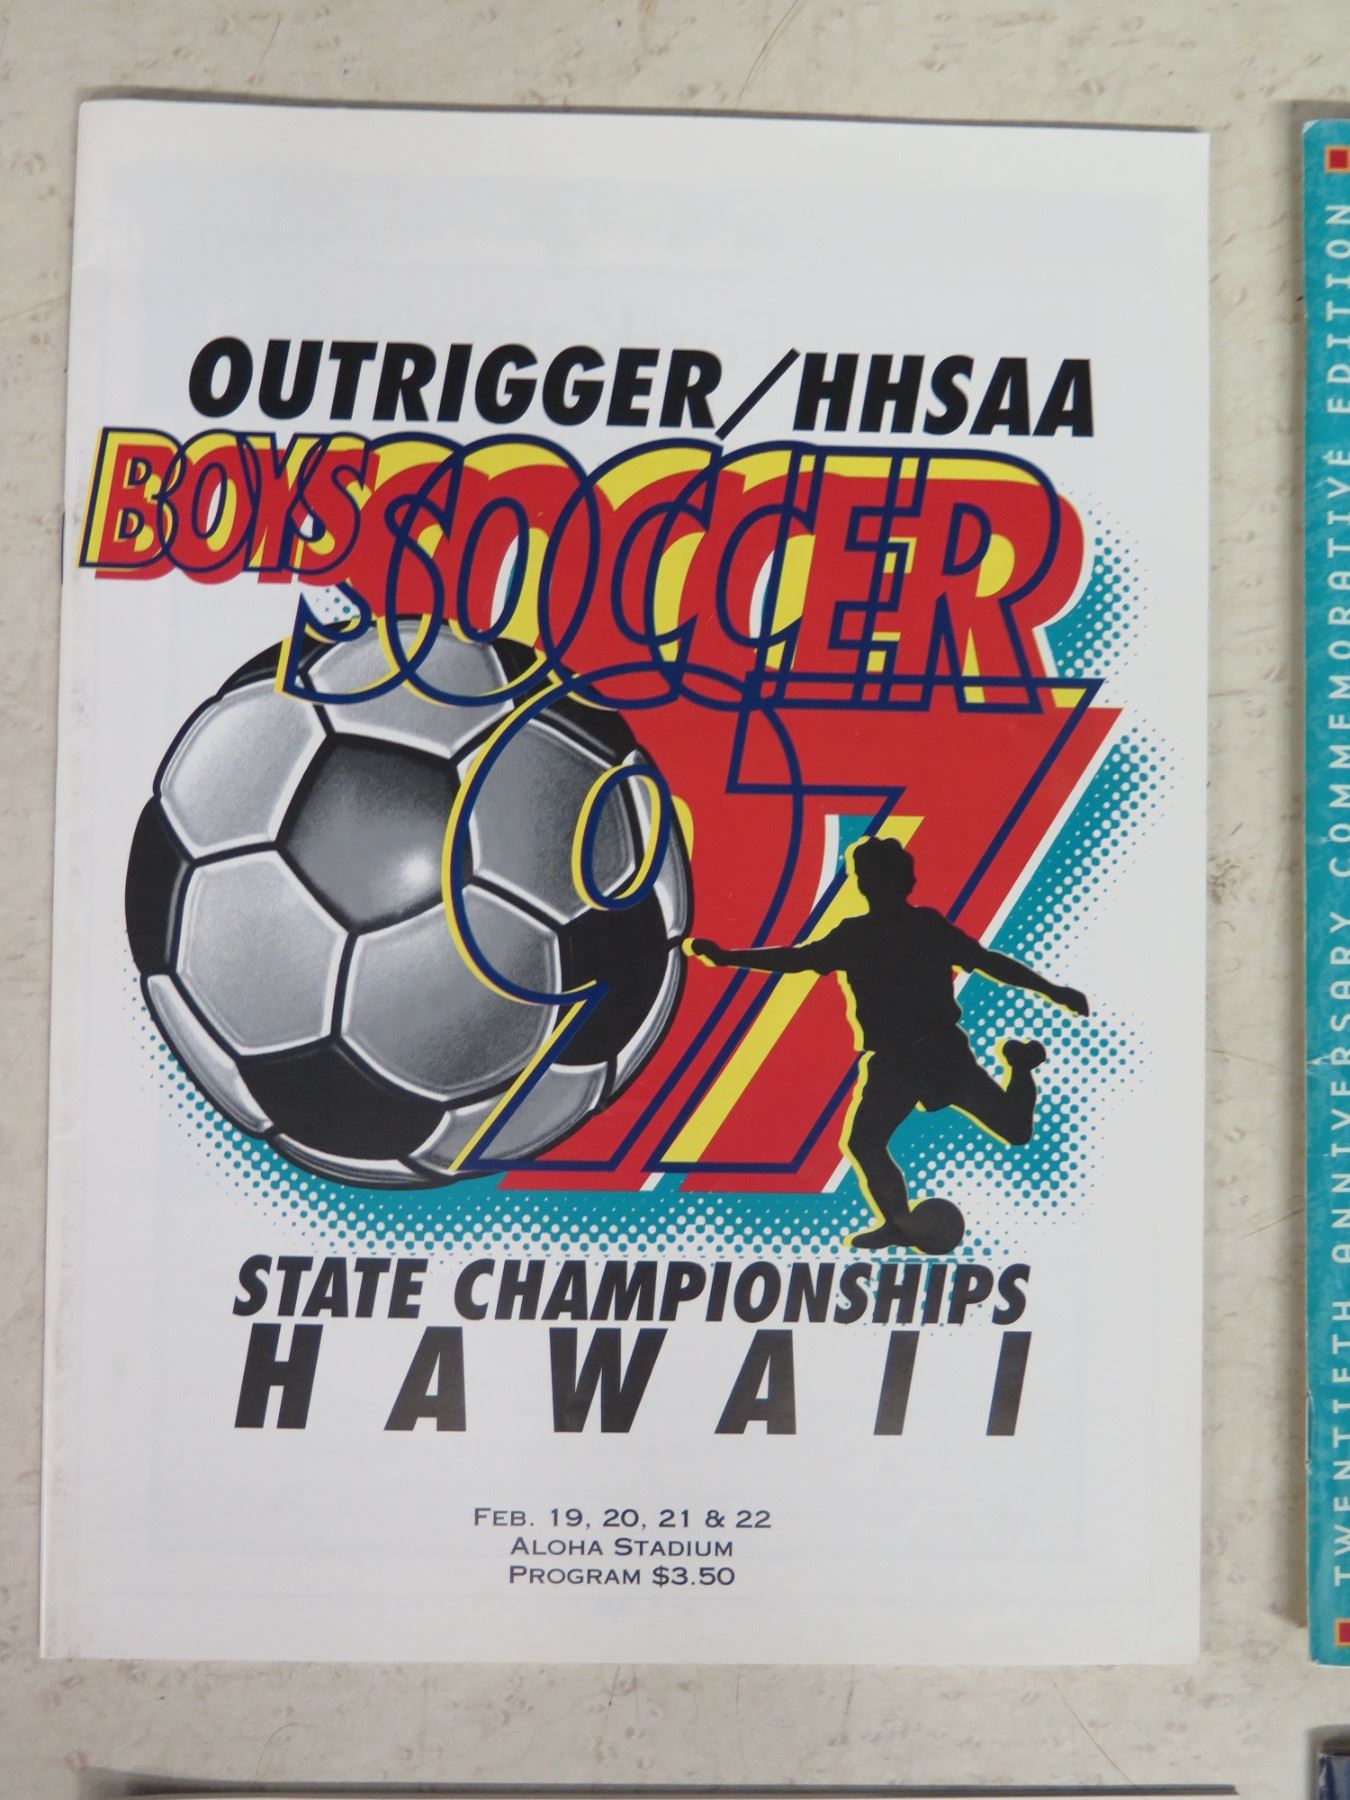 OUTRIGGER/HHSAA
BOYS SOCCER
97
STATE CHAMPIONSHIPS
HAWAII
FEB. 19, 20, 21 & 22
ALOHA STADIUM
PROGRAM $3.50
TWENTIETH ANNIVERSARY COMMEMORATIVE EDITION